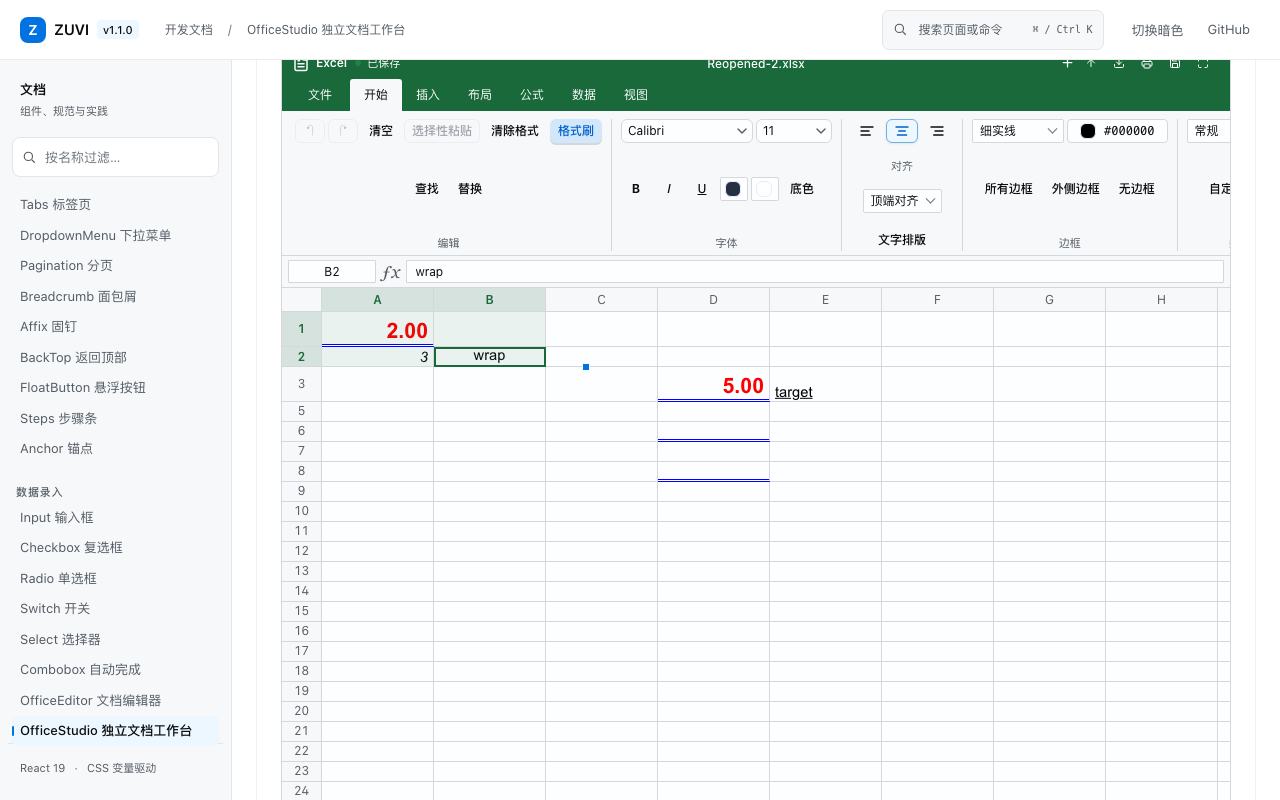 Z ZUVI v1.1.0 开发文档 / OfficeStudio 独立文档工作台 搜索页面或命令 ⌘ / Ctrl K 切换暗色 GitHub
文档
组件、规范与实践
按名称过滤...
Tabs 标签页
DropdownMenu 下拉菜单
Pagination 分页
Breadcrumb 面包屑
Affix 固钉
BackTop 返回顶部
FloatButton 悬浮按钮
Steps 步骤条
Anchor 锚点
数据录入
Input 输入框
Checkbox 复选框
Radio 单选框
Switch 开关
Select 选择器
Combobox 自动完成
OfficeEditor 文档编辑器
OfficeStudio 独立文档工作台
React 19 · CSS 变量驱动
Excel 已保存 Reopened-2.xlsx
文件 开始 插入 布局 公式 数据 视图
清空 选择性粘贴 清除格式 格式刷 Calibri 11 细实线 #000000 常规
对齐
查找 替换 B I U 底色 顶端对齐 所有边框 外侧边框 无边框 自定
文字排版
编辑 字体 边框
B2 fx wrap
A B C D E F G H
1 2.00
2 3 wrap
3 5.00 target
5
6
7
8
9
10
11
12
13
14
15
16
17
18
19
20
21
22
23
24